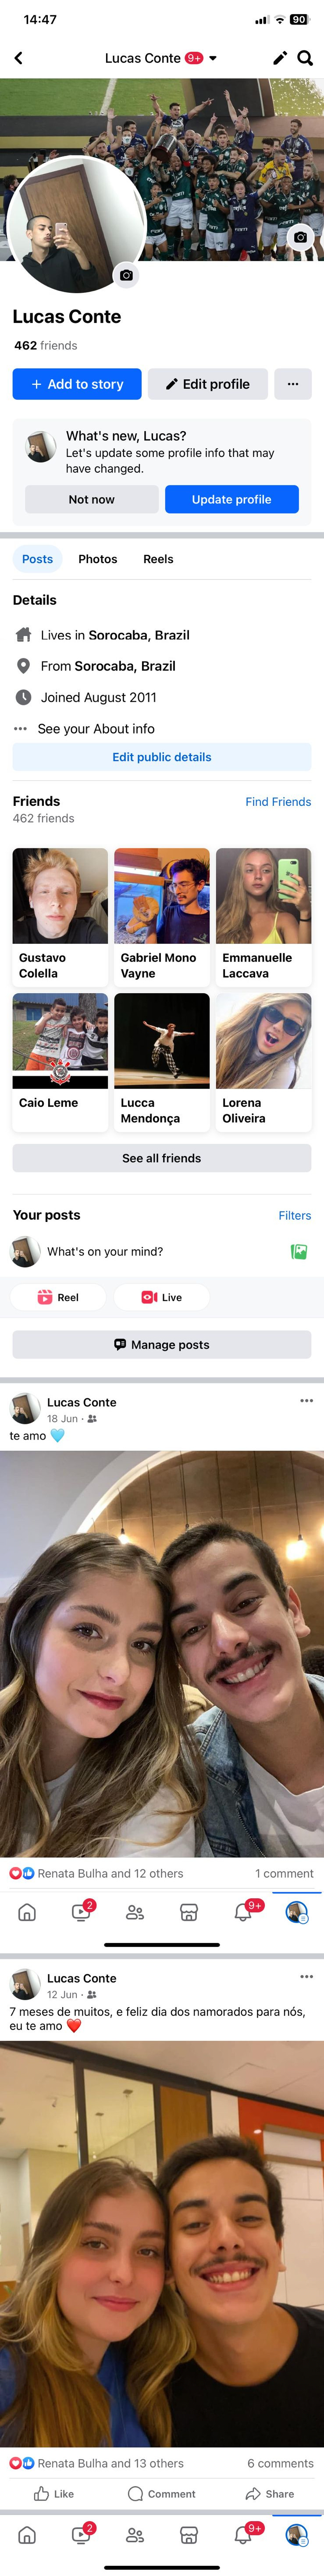 14:47
90
Lucas Conte 9+
Lucas Conte
462 friends
+ Add to story
Edit profile
What's new, Lucas?
Let's update some profile info that may
have changed.
Not now
Update profile
Posts
Photos
Reels
Details
Lives in Sorocaba, Brazil
From Sorocaba, Brazil
Joined August 2011
See your About info
Edit public details
Friends
Find Friends
462 friends
Gustavo
Colella
Gabriel Mono
Vayne
Emmanuelle
Laccava
Caio Leme
Lucca
Mendonça
Lorena
Oliveira
See all friends
Your posts
Filters
What's on your mind?
Reel
Live
Manage posts
Lucas Conte
18 Jun ·
te amo 🩵
Renata Bulha and 12 others
1 comment
2
9+
Lucas Conte
12 Jun ·
7 meses de muitos, e feliz dia dos namorados para nós,
eu te amo ❤️
Renata Bulha and 13 others
6 comments
Like
Comment
Share
2
9+